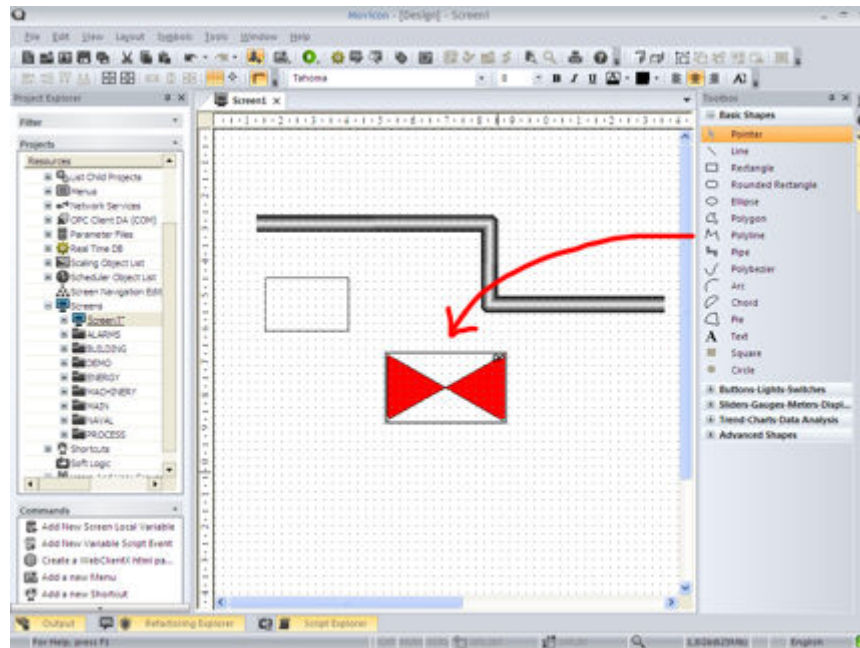 Movicon - [Design] - Screen1
File Edit View Layout Symbols Tools Window Help
Tahoma 8 B I U
Project Explorer
Screen1
Toolbox
Filter
Projects
Resources
List Child Projects
Menus
Network Services
OPC Client DA (COM)
Parameter Files
Real Time DB
Scaling Object List
Scheduler Object List
Screen Navigation Edit
Screens
Screen1*
ALARMS
BUILDING
DEMO
ENERGY
MACHINERY
MAIN
NAVAL
PROCESS
Shortcuts
Soft Logic
Commands
Add New Screen Local Variable
Add New Variable Script Event
Create a WebClientX html pa...
Add a new Menu
Add a new Shortcut
Basic Shapes
Pointer
Line
Rectangle
Rounded Rectangle
Ellipse
Polygon
Polyline
Pipe
Polybezier
Arc
Chord
Pie
A Text
Square
Circle
Buttons-Lights-Switches
Sliders-Gauges-Meters-Displ...
Trend-Charts-Data Analysis
Advanced Shapes
Output
Refactoring Explorer
Script Explorer
For Help, press F1
English